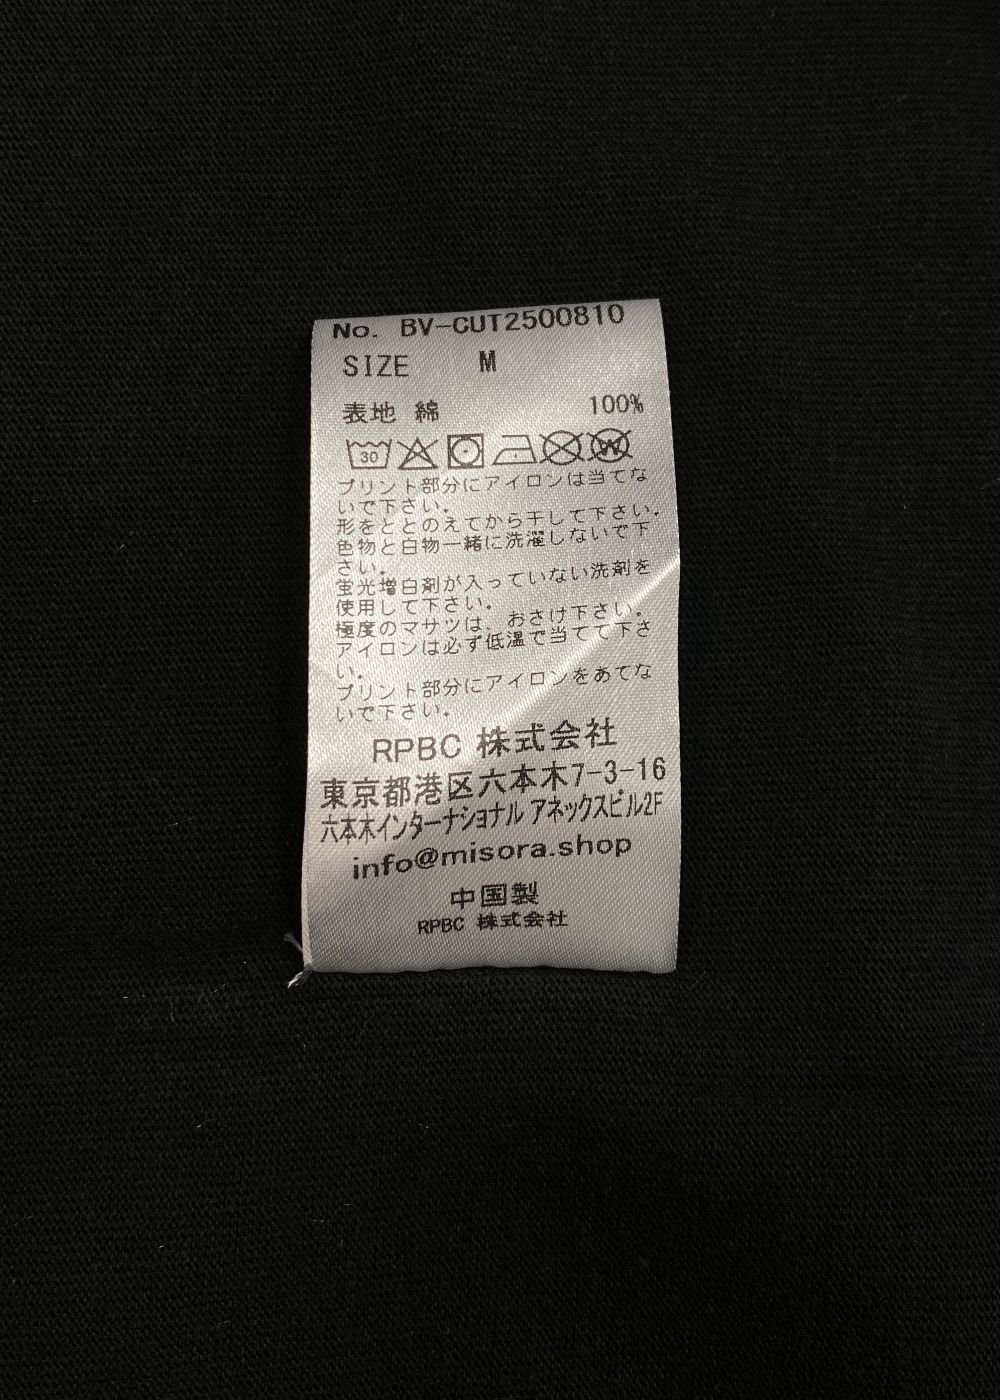 No. BV-CUT2500810
SIZE M
表地 綿 100%
30
W
プリント部分にアイロンは当てな
いで下さい。
形をととのえてから干して下さい。
色物と白物一緒に洗濯しないで下
さい。
蛍光増白剤が入っていない洗剤を
使用して下さい。
極度のマサツは、おさけ下さい。
アイロンは必ず低温で当てて下さ
い。
プリント部分にアイロンをあてな
いで下さい。
RPBC 株式会社
東京都港区六本木7-3-16
六本木インターナショナル アネックスビル2F
info@misora.shop
中国製
RPBC 株式会社